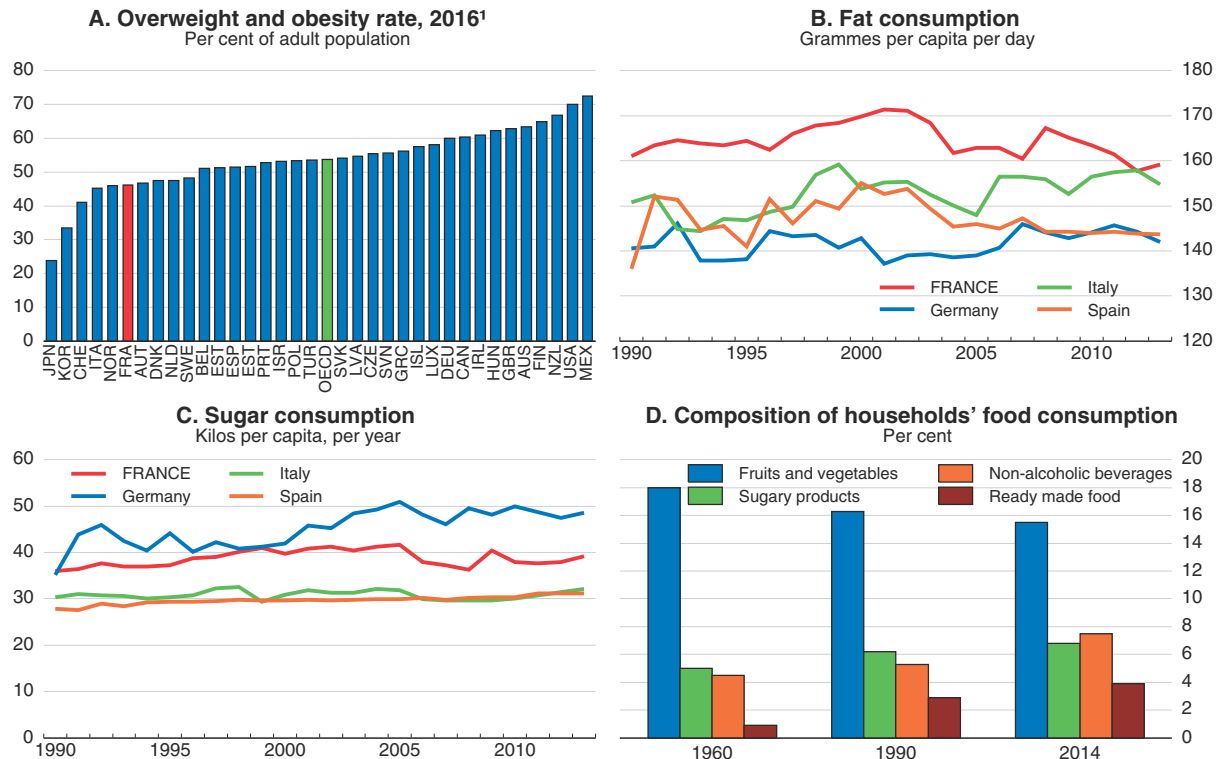 A. Overweight and obesity rate, 2016¹
Per cent of adult population
80
70
60
50
40
30
20
10
0
JPN
KOR
CHE
ITA
NOR
FRA
AUT
DNK
NLD
SVE
BEL
EST
ESP
EST
PRT
ISR
POL
TUR
OECD
SVK
LVA
CZE
SVN
GRC
ISL
LUX
DEU
CAN
IRL
HUN
GBR
AUS
FIN
NZL
USA
MEX
B. Fat consumption
Grammes per capita per day
180
170
160
150
140
130
120
FRANCE
Italy
Germany
Spain
1990 1995 2000 2005 2010
C. Sugar consumption
Kilos per capita, per year
60
50
40
30
20
10
0
FRANCE
Italy
Germany
Spain
1990 1995 2000 2005 2010
D. Composition of households’ food consumption
Per cent
20
18
16
14
12
10
8
6
4
2
0
Fruits and vegetables
Non-alcoholic beverages
Sugary products
Ready made food
1960 1990 2014